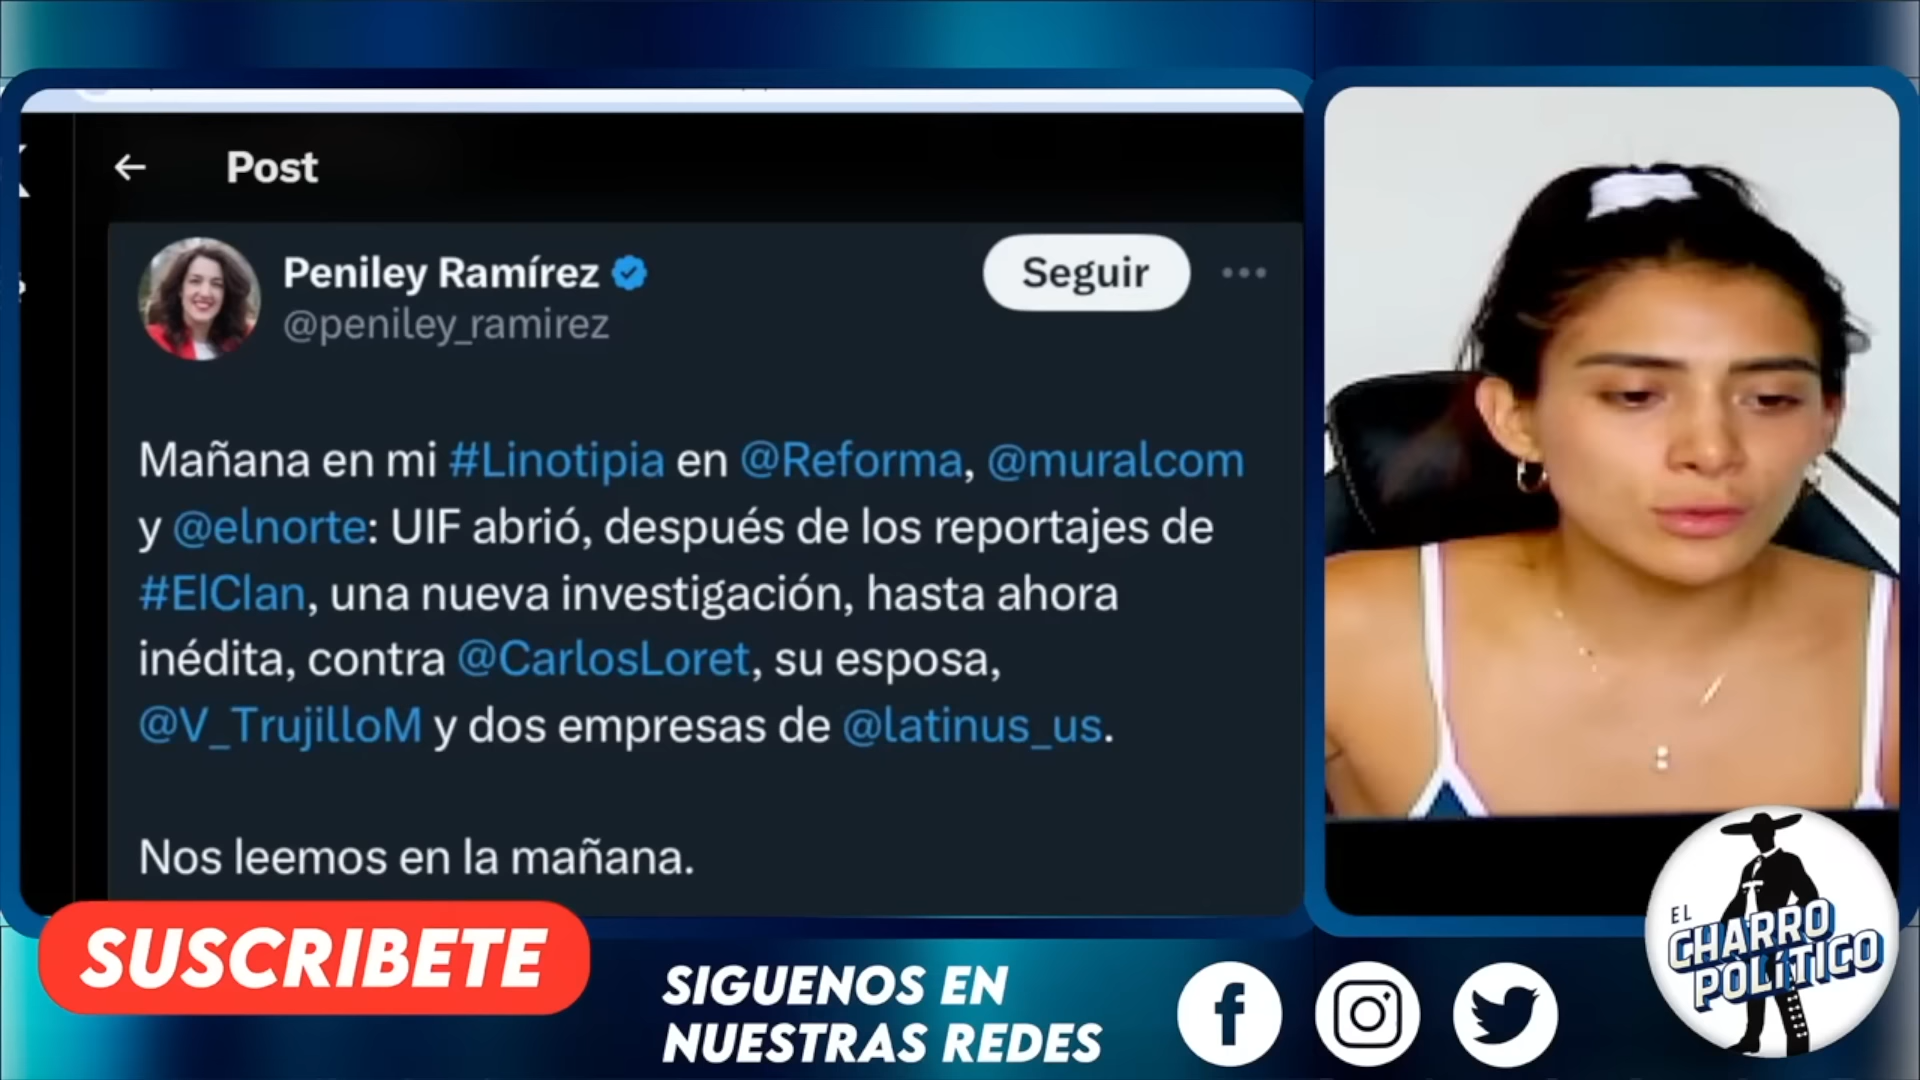 Post
Peniley Ramírez
@peniley_ramirez
Seguir
Mañana en mi #Linotipia en @Reforma, @muralcom
y @elnorte: UIF abrió, después de los reportajes de
#ElClan, una nueva investigación, hasta ahora
inédita, contra @CarlosLoret, su esposa,
@V_TrujilloM y dos empresas de @latinus_us.
Nos leemos en la mañana.
SUSCRIBETE
SIGUENOS EN
NUESTRAS REDES
EL
CHARRO
POLÍTICO